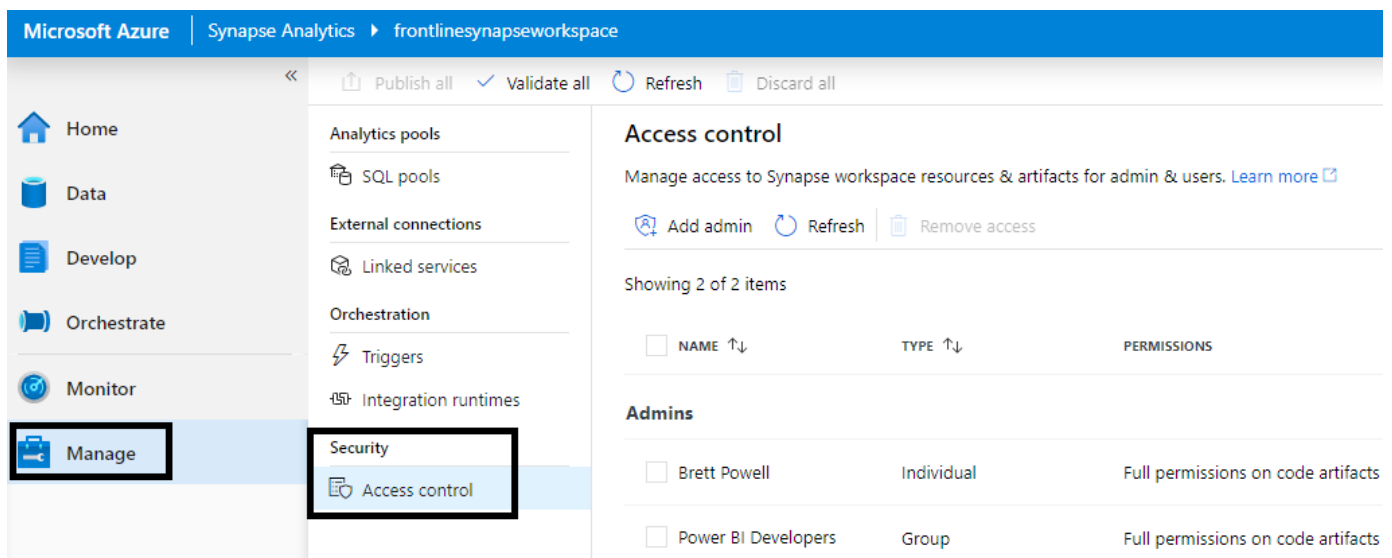 Microsoft Azure | Synapse Analytics ▸ frontlinesynapseworkspace
«
Publish all Validate all Refresh Discard all
Home
Data
Develop
Orchestrate
Monitor
Manage
Analytics pools
SQL pools
External connections
Linked services
Orchestration
Triggers
Integration runtimes
Security
Access control
Access control
Manage access to Synapse workspace resources & artifacts for admin & users. Learn more
Add admin Refresh Remove access
Showing 2 of 2 items
NAME ↑↓ TYPE ↑↓ PERMISSIONS
Admins
Brett Powell Individual Full permissions on code artifacts
Power BI Developers Group Full permissions on code artifacts